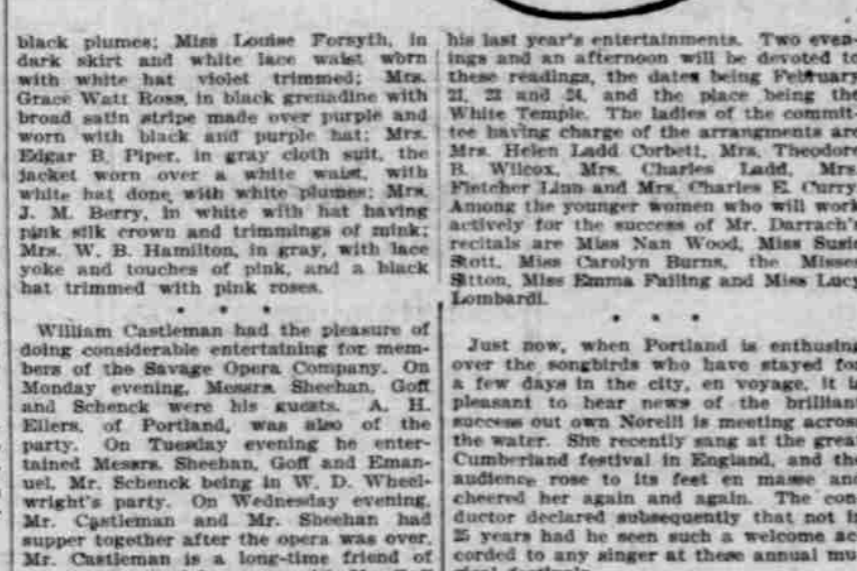 black plumes; Miss Louise Forsyth, in
dark skirt and white lace waist worn
with white hat violet trimmed; Mrs.
Grace Watt Ross, in black grenadine with
broad satin stripe made over purple and
worn with black and purple hat; Mrs.
Edgar B. Piper, in gray cloth suit, the
jacket worn over a white waist, with
white hat done with white plumes; Mrs.
J. M. Berry, in white with hat having
pink silk crown and trimmings of mink;
Mrs. W. B. Hamilton, in gray, with lace
yoke and touches of pink, and a black
hat trimmed with pink roses.
* * *
William Castleman had the pleasure of
doing considerable entertaining for mem-
bers of the Savage Opera Company. On
Monday evening, Messrs. Sheehan, Goff
and Schenck were his guests. A. H.
Eilers, of Portland, was also of the
party. On Tuesday evening he enter-
tained Messrs. Sheehan, Goff and Eman-
uel, Mr. Schenck being in W. D. Wheel-
wright's party. On Wednesday evening,
Mr. Castleman and Mr. Sheehan had
supper together after the opera was over.
Mr. Castleman is a long-time friend of
his last year's entertainments. Two even-
ings and an afternoon will be devoted to
these readings, the dates being February
21, 22 and 24, and the place being the
White Temple. The ladies of the commit-
tee having charge of the arrangments are
Mrs. Helen Ladd Corbett, Mrs. Theodore
B. Wilcox, Mrs. Charles Ladd, Mrs.
Fletcher Linn and Mrs. Charles E. Curry.
Among the younger women who will work
actively for the success of Mr. Darrach's
recitals are Miss Nan Wood, Miss Susie
Stott, Miss Carolyn Burns, the Misses
Sitton, Miss Emma Failing and Miss Lucy
Lombardi.
* * *
Just now, when Portland is enthusing
over the songbirds who have stayed for
a few days in the city, en voyage, it is
pleasant to hear news of the brilliant
success out own Norelli is meeting across
the water. She recently sang at the great
Cumberland festival in England, and the
audience rose to its feet en masse and
cheered her again and again. The con-
ductor declared subsequently that not in
25 years had he seen such a welcome ac-
corded to any singer at these annual mu-